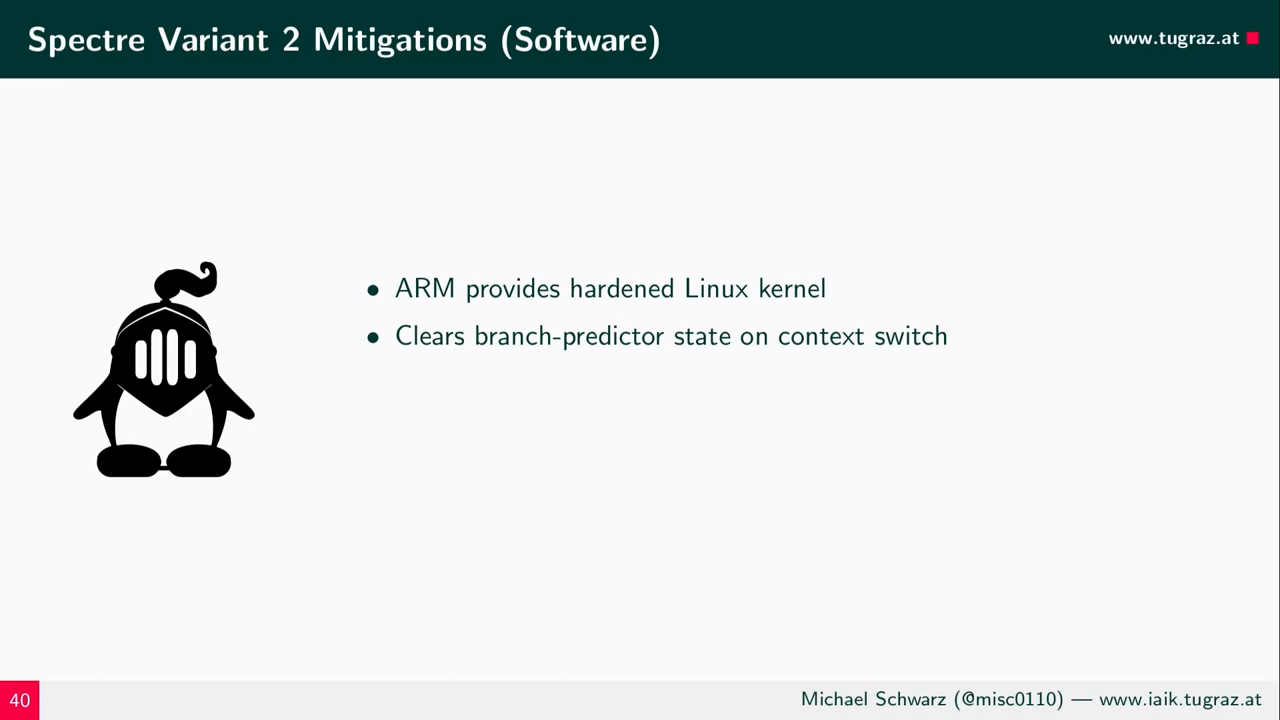 Spectre Variant 2 Mitigations (Software)
www.tugraz.at
• ARM provides hardened Linux kernel
• Clears branch-predictor state on context switch
40
Michael Schwarz (@misc0110) — www.iaik.tugraz.at